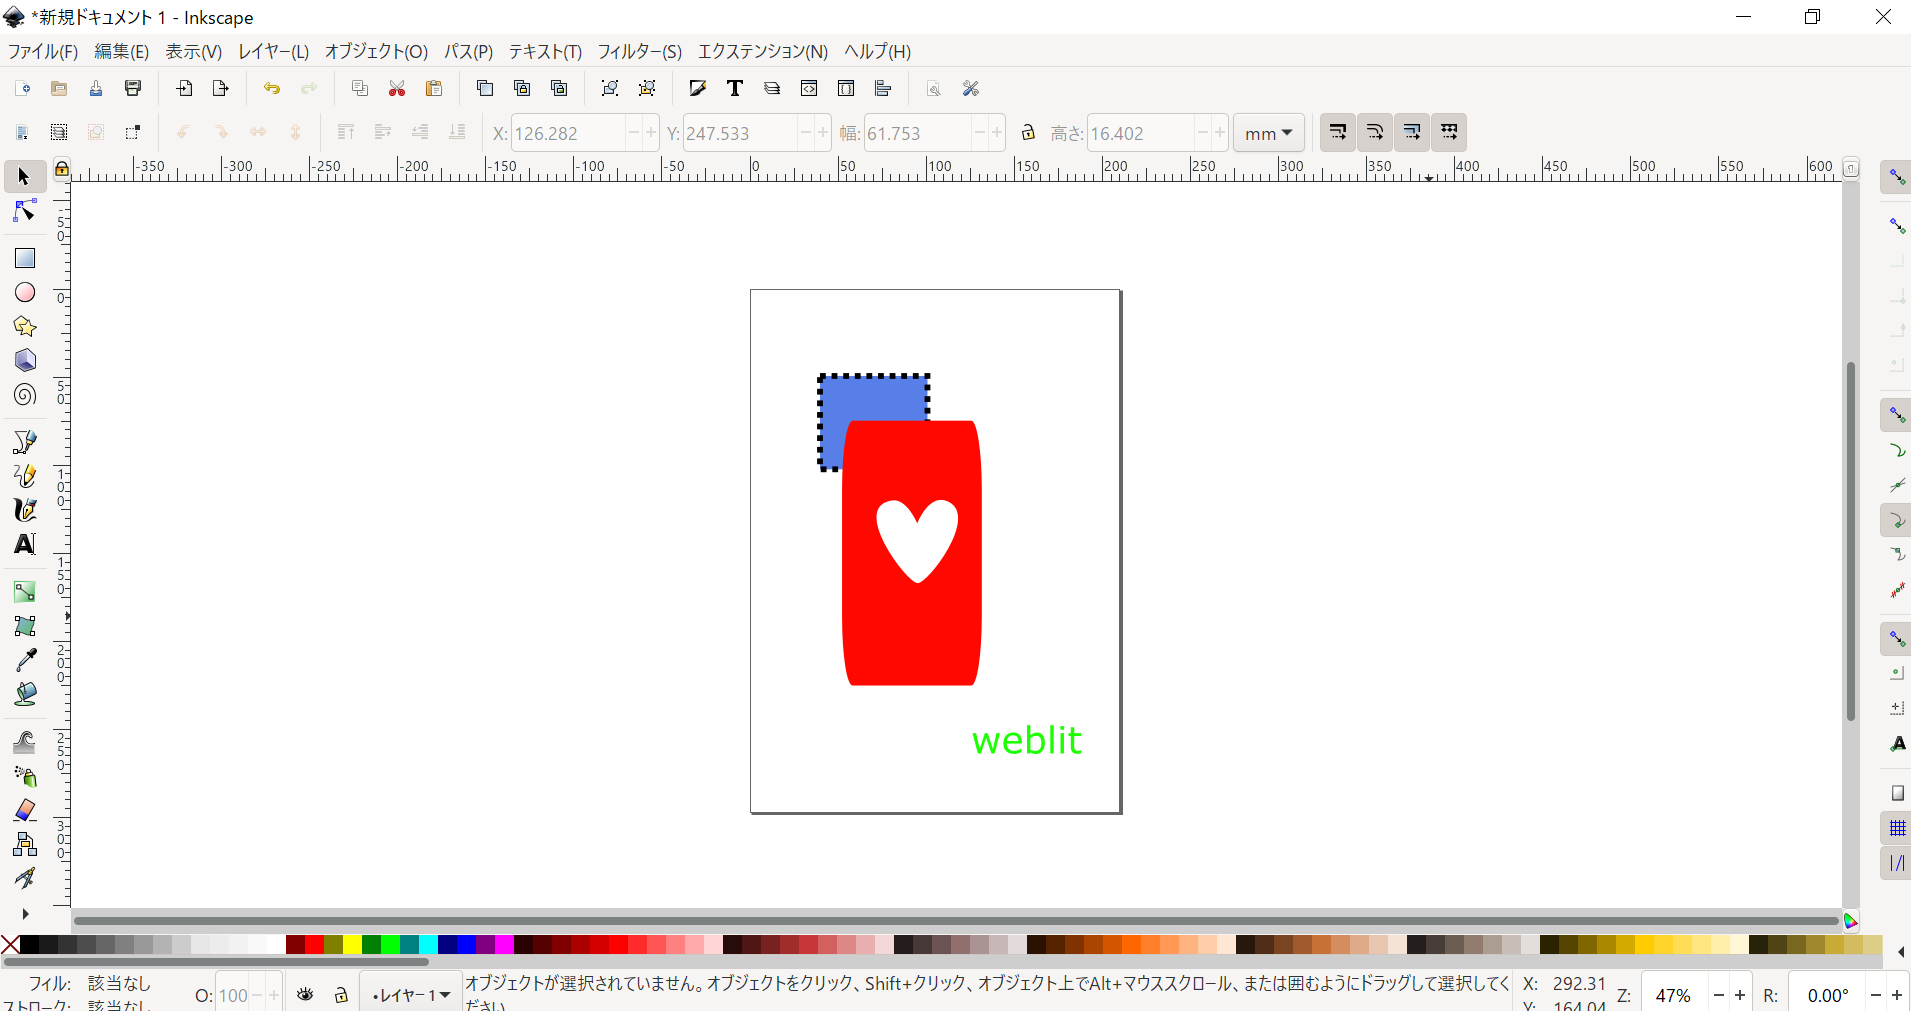 *新規ドキュメント 1 - Inkscape
ファイル(F) 編集(E) 表示(V) レイヤー(L) オブジェクト(O) パス(P) テキスト(T) フィルター(S) エクステンション(N) ヘルプ(H)
X: 126.282 Y: 247.533 幅: 61.753 高さ: 16.402 mm
-350 -300 -250 -200 -150 -100 -50 0 50 100 150 200 250 300 350 400 450 500 550 600
-50
0
50
100
150
200
250
300
weblit
フィル: 該当なし O: 100 •レイヤー 1 オブジェクトが選択されていません。オブジェクトをクリック、Shift+クリック、オブジェクト上でAlt+マウススクロール、または囲むようにドラッグして選択してく X: 292.31 Z: 47% R: 0.00°
ストローク: 該当なし ださい。 Y: 164.04